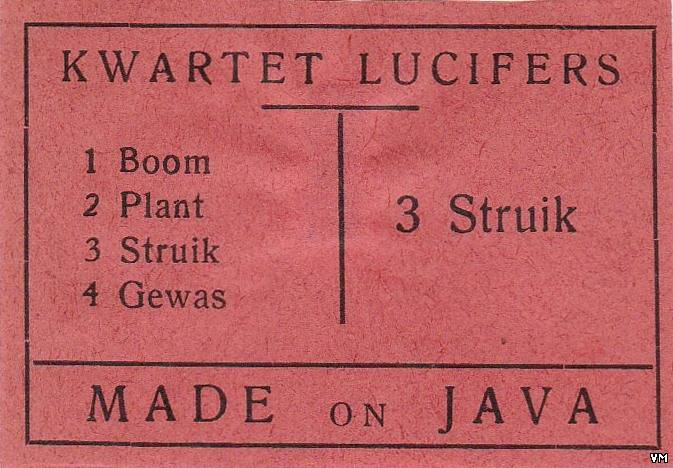 KWARTET LUCIFERS
1 Boom
2 Plant
3 Struik
4 Gewas
3 Struik
MADE ON JAVA
VM